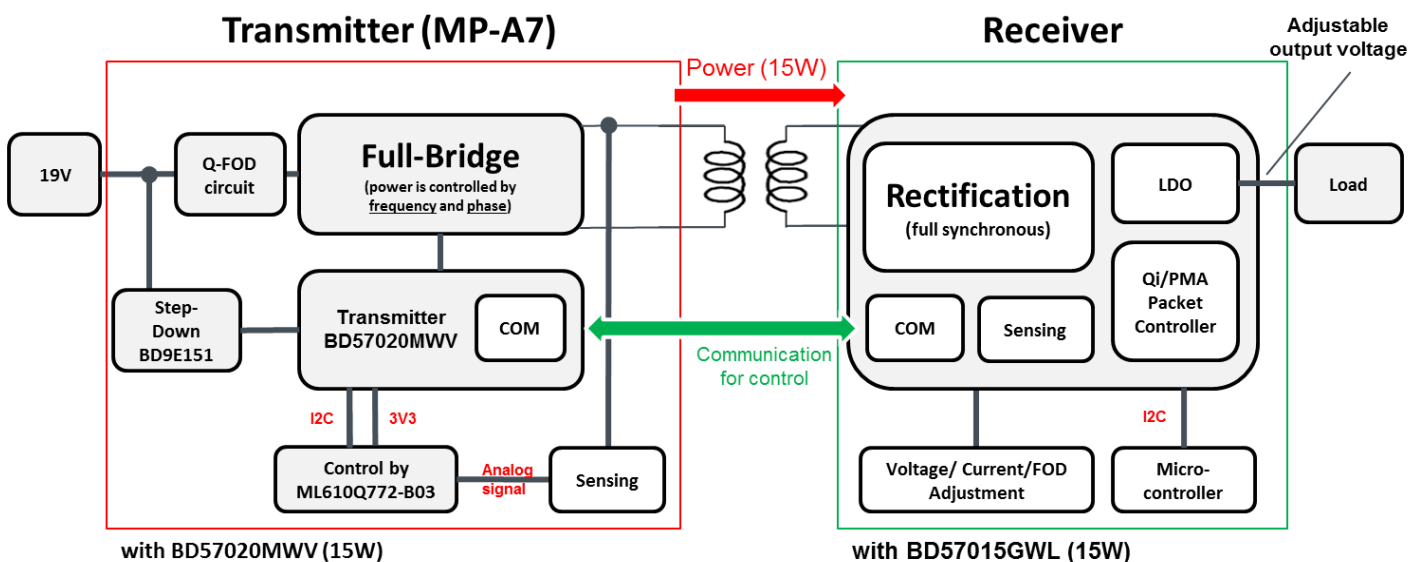 Transmitter (MP-A7)
Receiver
Adjustable
output voltage
Power (15W)
19V
Q-FOD
circuit
Full-Bridge
(power is controlled by
frequency and phase)
Rectification
(full synchronous)
LDO
Load
Step-
Down
BD9E151
Transmitter
BD57020MWV
COM
Communication
for control
COM
Sensing
Qi/PMA
Packet
Controller
I2C
3V3
I2C
Control by
ML610Q772-B03
Analog
signal
Sensing
Voltage/ Current/FOD
Adjustment
Micro-
controller
with BD57020MWV (15W)
with BD57015GWL (15W)